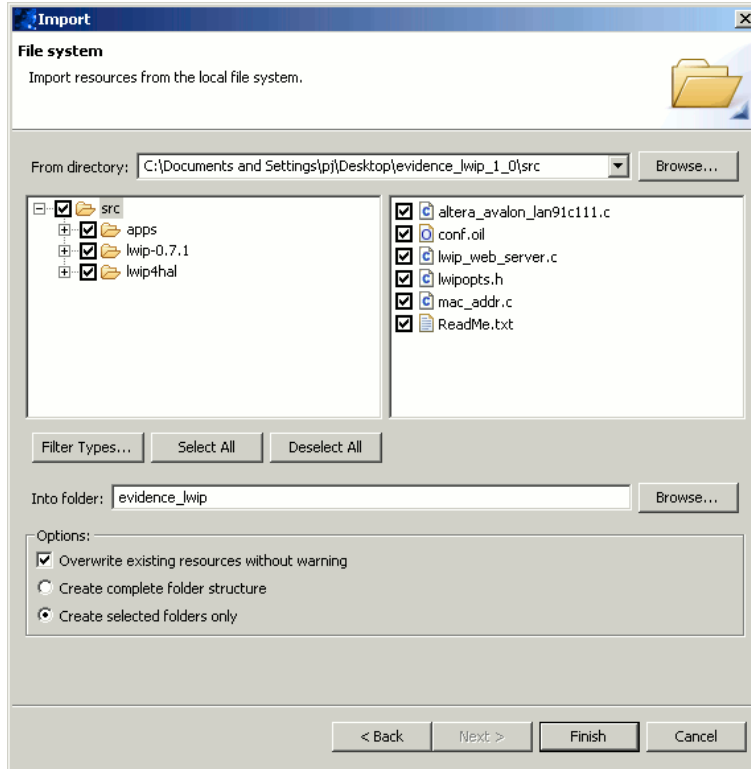 Import
File system
Import resources from the local file system.
From directory: C:\Documents and Settings\pj\Desktop\evidence_lwip_1_0\src Browse...
src
apps
lwip-0.7.1
lwip4hal
altera_avalon_lan91c111.c
conf.oil
lwip_web_server.c
lwipopts.h
mac_addr.c
ReadMe.txt
Filter Types... Select All Deselect All
Into folder: evidence_lwip Browse...
Options:
Overwrite existing resources without warning
Create complete folder structure
Create selected folders only
< Back Next > Finish Cancel